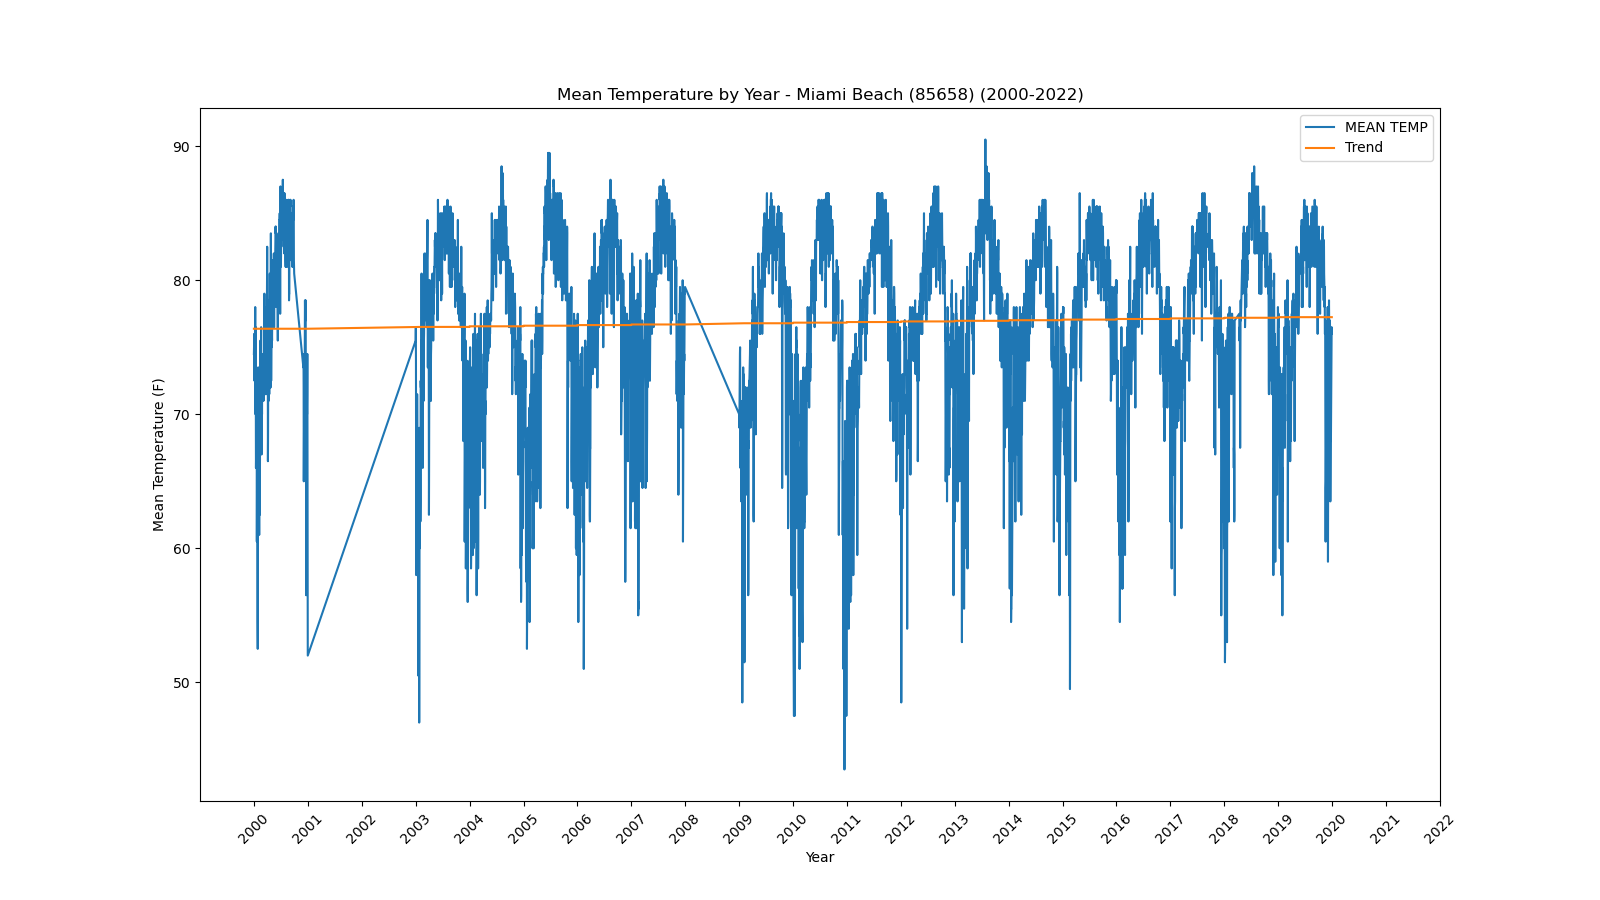 Mean Temperature by Year - Miami Beach (85658) (2000-2022)
MEAN TEMP
Trend
90
80
70
60
50
Mean Temperature (F)
2000 2001 2002 2003 2004 2005 2006 2007 2008 2009 2010 2011 2012 2013 2014 2015 2016 2017 2018 2019 2020 2021 2022
Year